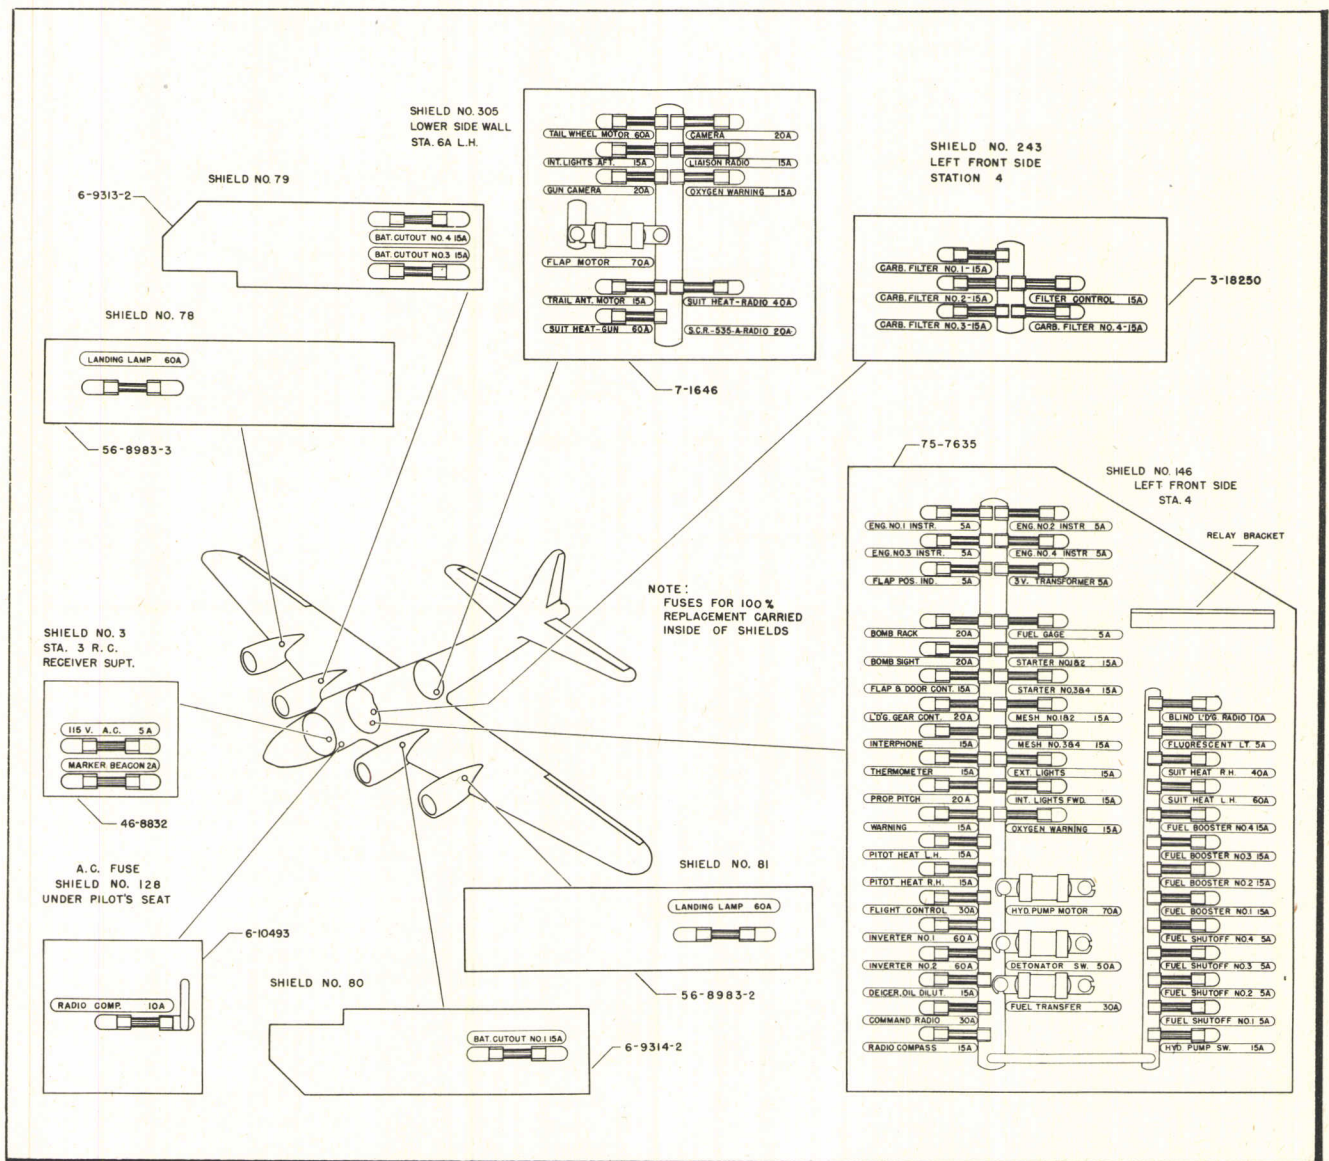 SHIELD NO. 305
LOWER SIDE WALL
STA. 6A L.H.
TAIL WHEEL MOTOR 60A
CAMERA 20A
INT. LIGHTS AFT. 15A
LIAISON RADIO 15A
GUN CAMERA 20A
OXYGEN WARNING 15A
FLAP MOTOR 70A
TRAIL ANT. MOTOR 15A
SUIT HEAT-RADIO 40A
SUIT HEAT-GUN 60A
S.C.R.-535-A-RADIO 20A
7-1646
SHIELD NO. 243
LEFT FRONT SIDE
STATION 4
CARB. FILTER NO.1-15A
CARB. FILTER NO.2-15A
FILTER CONTROL 15A
CARB. FILTER NO.3-15A
CARB. FILTER NO.4-15A
3-18250
SHIELD NO. 79
6-9313-2
BAT. CUTOUT NO. 4 15A
BAT. CUTOUT NO.3 15A
SHIELD NO. 78
LANDING LAMP 60A
56-8983-3
75-7635
SHIELD NO. 146
LEFT FRONT SIDE
STA. 4
RELAY BRACKET
ENG. NO.1 INSTR. 5A
ENG. NO.2 INSTR 5A
ENG. NO.3 INSTR. 5A
ENG. NO.4 INSTR 5A
FLAP POS. IND. 5A
3V. TRANSFORMER 5A
BOMB RACK 20A
FUEL GAGE 5A
BOMB SIGHT 20A
STARTER NO.1&2 15A
FLAP & DOOR CONT. 15A
STARTER NO.3&4 15A
L'D'G. GEAR CONT. 20A
MESH NO.1&2 15A
INTERPHONE 15A
MESH NO.3&4 15A
THERMOMETER 15A
EXT. LIGHTS 15A
PROP. PITCH 20A
INT. LIGHTS FWD. 15A
WARNING 15A
OXYGEN WARNING 15A
PITOT HEAT L.H. 15A
PITOT HEAT R.H. 15A
FLIGHT CONTROL 30A
HYD. PUMP MOTOR 70A
INVERTER NO.1 60A
INVERTER NO.2 60A
DETONATOR SW. 50A
DEICER. OIL DILUT. 15A
FUEL TRANSFER 30A
COMMAND RADIO 30A
RADIO COMPASS 15A
BLIND L'D'G RADIO 10A
FLUORESCENT LT. 5A
SUIT HEAT R.H. 40A
SUIT HEAT L.H. 60A
FUEL BOOSTER NO.4 15A
FUEL BOOSTER NO.3 15A
FUEL BOOSTER NO.2 15A
FUEL BOOSTER NO.1 15A
FUEL SHUTOFF NO.4 5A
FUEL SHUTOFF NO.3 5A
FUEL SHUTOFF NO.2 5A
FUEL SHUTOFF NO.1 5A
HYD PUMP SW. 15A
NOTE:
FUSES FOR 100%
REPLACEMENT CARRIED
INSIDE OF SHIELDS
SHIELD NO. 3
STA. 3 R.C.
RECEIVER SUPT.
115 V. A.C. 5A
MARKER. BEACON 2A
46-8832
A.C. FUSE
SHIELD NO. 128
UNDER PILOT'S SEAT
6-10493
RADIO COMP. 10A
SHIELD NO. 81
LANDING LAMP 60A
56-8983-2
SHIELD NO. 80
BAT. CUTOUT NO.1 15A
6-9314-2